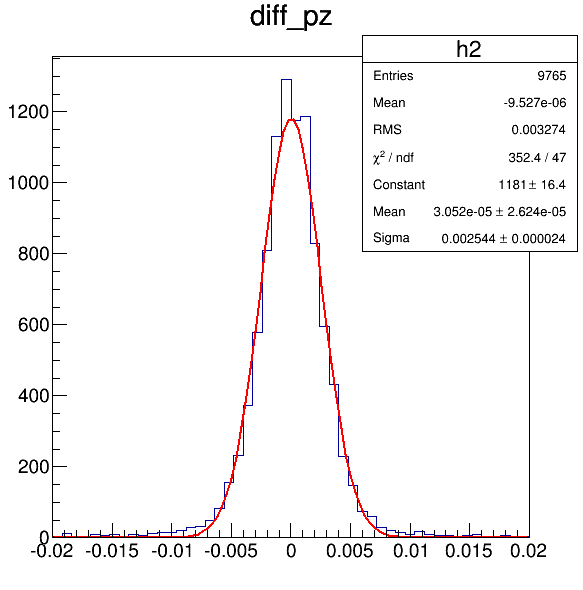 diff_pz
h2
Entries 9765
Mean -9.527e-06
RMS 0.003274
χ² / ndf 352.4 / 47
Constant 1181 ± 16.4
Mean 3.052e-05 ± 2.624e-05
Sigma 0.002544 ± 0.000024
1200
1000
800
600
400
200
0
-0.02 -0.015 -0.01 -0.005 0 0.005 0.01 0.015 0.02